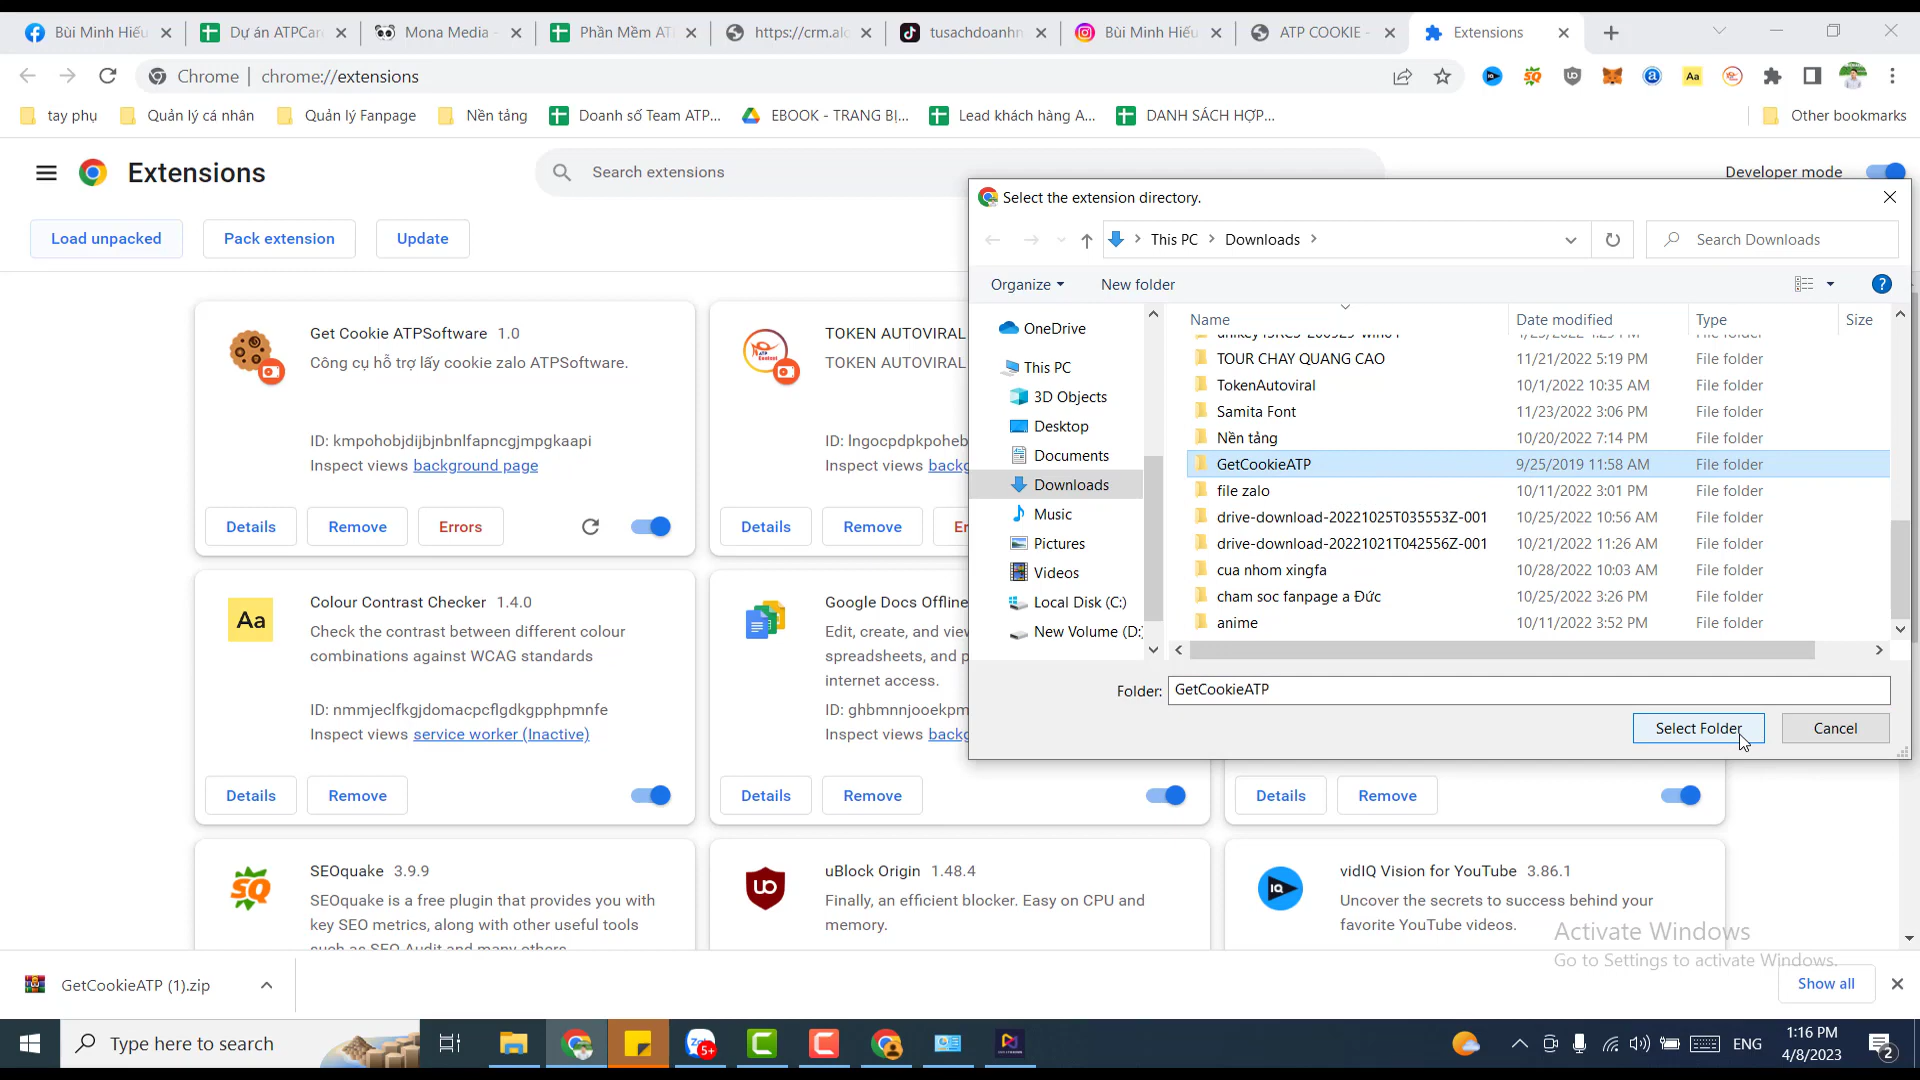 Bùi Minh Hiếu
Dự án ATPCar
Mona Media -
Phần Mềm AT
https://crm.alo
tusachdoanhn
Bùi Minh Hiếu
ATP COOKIE -
Extensions
Chrome | chrome://extensions
tay phụ
Quản lý cá nhân
Quản lý Fanpage
Nền tảng
Doanh số Team ATP...
EBOOK - TRANG BỊ...
Lead khách hàng A...
DANH SÁCH HỢP...
Other bookmarks
Extensions
Search extensions
Developer mode
Load unpacked
Pack extension
Update
Get Cookie ATPSoftware 1.0
Công cụ hỗ trợ lấy cookie zalo ATPSoftware.
ID: kmpohobjdijbjnbnlfapncgjmpgkaapi
Inspect views background page
Details
Remove
Errors
TOKEN AUTOVIRAL
TOKEN AUTOVIRAL
ID: lngocpdpkpoheb
Inspect views backg
Details
Remove
Er
Colour Contrast Checker 1.4.0
Check the contrast between different colour
combinations against WCAG standards
ID: nmmjeclfkgjdomacpcflgdkgpphpmnfe
Inspect views service worker (Inactive)
Details
Remove
Google Docs Offline
Edit, create, and view
spreadsheets, and p
internet access.
ID: ghbmnnjooekpm
Inspect views backg
Details
Remove
Details
Remove
SEOquake 3.9.9
SEOquake is a free plugin that provides you with
key SEO metrics, along with other useful tools
such as SEO Audit and many others
uBlock Origin 1.48.4
Finally, an efficient blocker. Easy on CPU and
memory.
vidIQ Vision for YouTube 3.86.1
Uncover the secrets to success behind your
favorite YouTube videos.
Select the extension directory.
This PC
Downloads
Search Downloads
Organize
New folder
OneDrive
This PC
3D Objects
Desktop
Documents
Downloads
Music
Pictures
Videos
Local Disk (C:)
New Volume (D:)
Name
Date modified
Type
Size
TOUR CHAY QUANG CAO 11/21/2022 5:19 PM File folder
TokenAutoviral 10/1/2022 10:35 AM File folder
Samita Font 11/23/2022 3:06 PM File folder
Nền tảng 10/20/2022 7:14 PM File folder
GetCookieATP 9/25/2019 11:58 AM File folder
file zalo 10/11/2022 3:01 PM File folder
drive-download-20221025T035553Z-001 10/25/2022 10:56 AM File folder
drive-download-20221021T042556Z-001 10/21/2022 11:26 AM File folder
cua nhom xingfa 10/28/2022 10:03 AM File folder
cham soc fanpage a Đức 10/25/2022 3:26 PM File folder
anime 10/11/2022 3:52 PM File folder
Folder: GetCookieATP
Select Folder
Cancel
Activate Windows
Go to Settings to activate Windows.
GetCookieATP (1).zip
Show all
Type here to search
5+
ENG
1:16 PM
4/8/2023
2